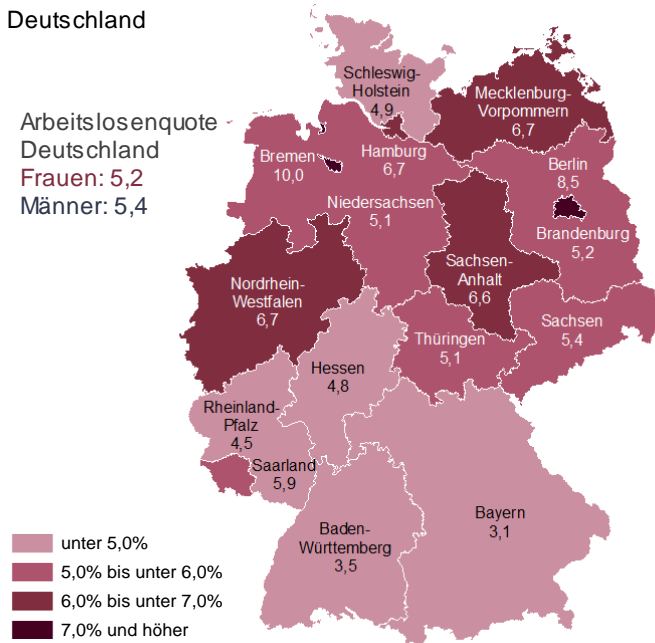 Deutschland
Arbeitslosenquote
Deutschland
Frauen: 5,2
Männer: 5,4
Schleswig-
Holstein
4,9
Mecklenburg-
Vorpommern
6,7
Hamburg
6,7
Bremen
10,0
Berlin
8,5
Niedersachsen
5,1
Brandenburg
5,2
Sachsen-
Anhalt
6,6
Nordrhein-
Westfalen
6,7
Sachsen
5,4
Thüringen
5,1
Hessen
4,8
Rheinland-
Pfalz
4,5
Saarland
5,9
Bayern
3,1
Baden-
Württemberg
3,5
unter 5,0%
5,0% bis unter 6,0%
6,0% bis unter 7,0%
7,0% und höher